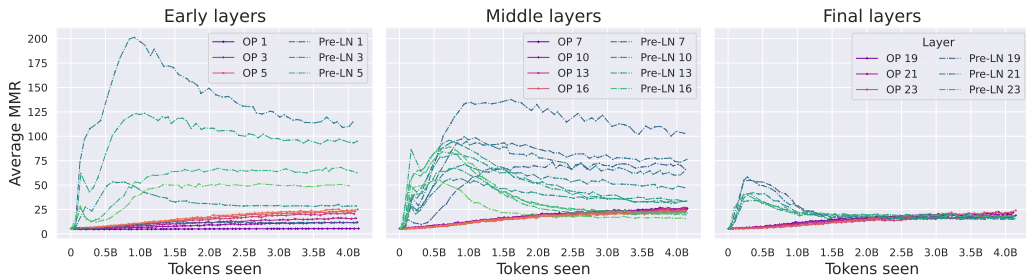 Early layers
Middle layers
Final layers
Average MMR
200
175
150
125
100
75
50
25
0
OP 1
OP 3
OP 5
Pre-LN 1
Pre-LN 3
Pre-LN 5
OP 7
OP 10
OP 13
OP 16
Pre-LN 7
Pre-LN 10
Pre-LN 13
Pre-LN 16
Layer
OP 19
OP 21
OP 23
Pre-LN 19
Pre-LN 21
Pre-LN 23
0 0.5B 1.0B 1.5B 2.0B 2.5B 3.0B 3.5B 4.0B
0 0.5B 1.0B 1.5B 2.0B 2.5B 3.0B 3.5B 4.0B
0 0.5B 1.0B 1.5B 2.0B 2.5B 3.0B 3.5B 4.0B
Tokens seen
Tokens seen
Tokens seen